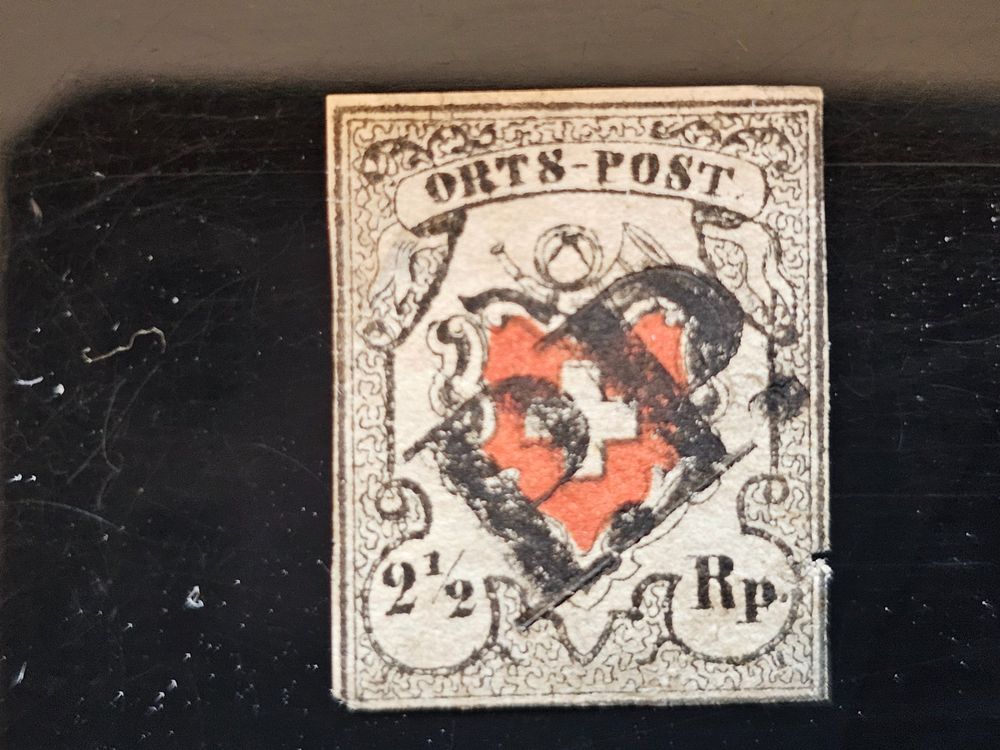 ORTS-POST.
2 1/2 Rp.